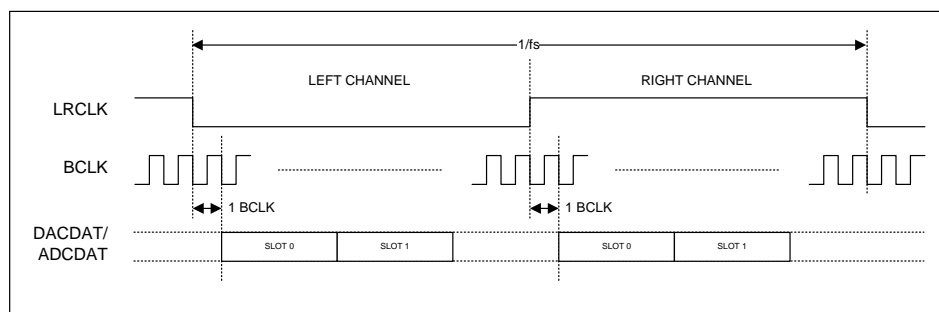 1/fs
LEFT CHANNEL
RIGHT CHANNEL
LRCLK
BCLK
1 BCLK
1 BCLK
DACDAT/
ADCDAT
SLOT 0
SLOT 1
SLOT 0
SLOT 1